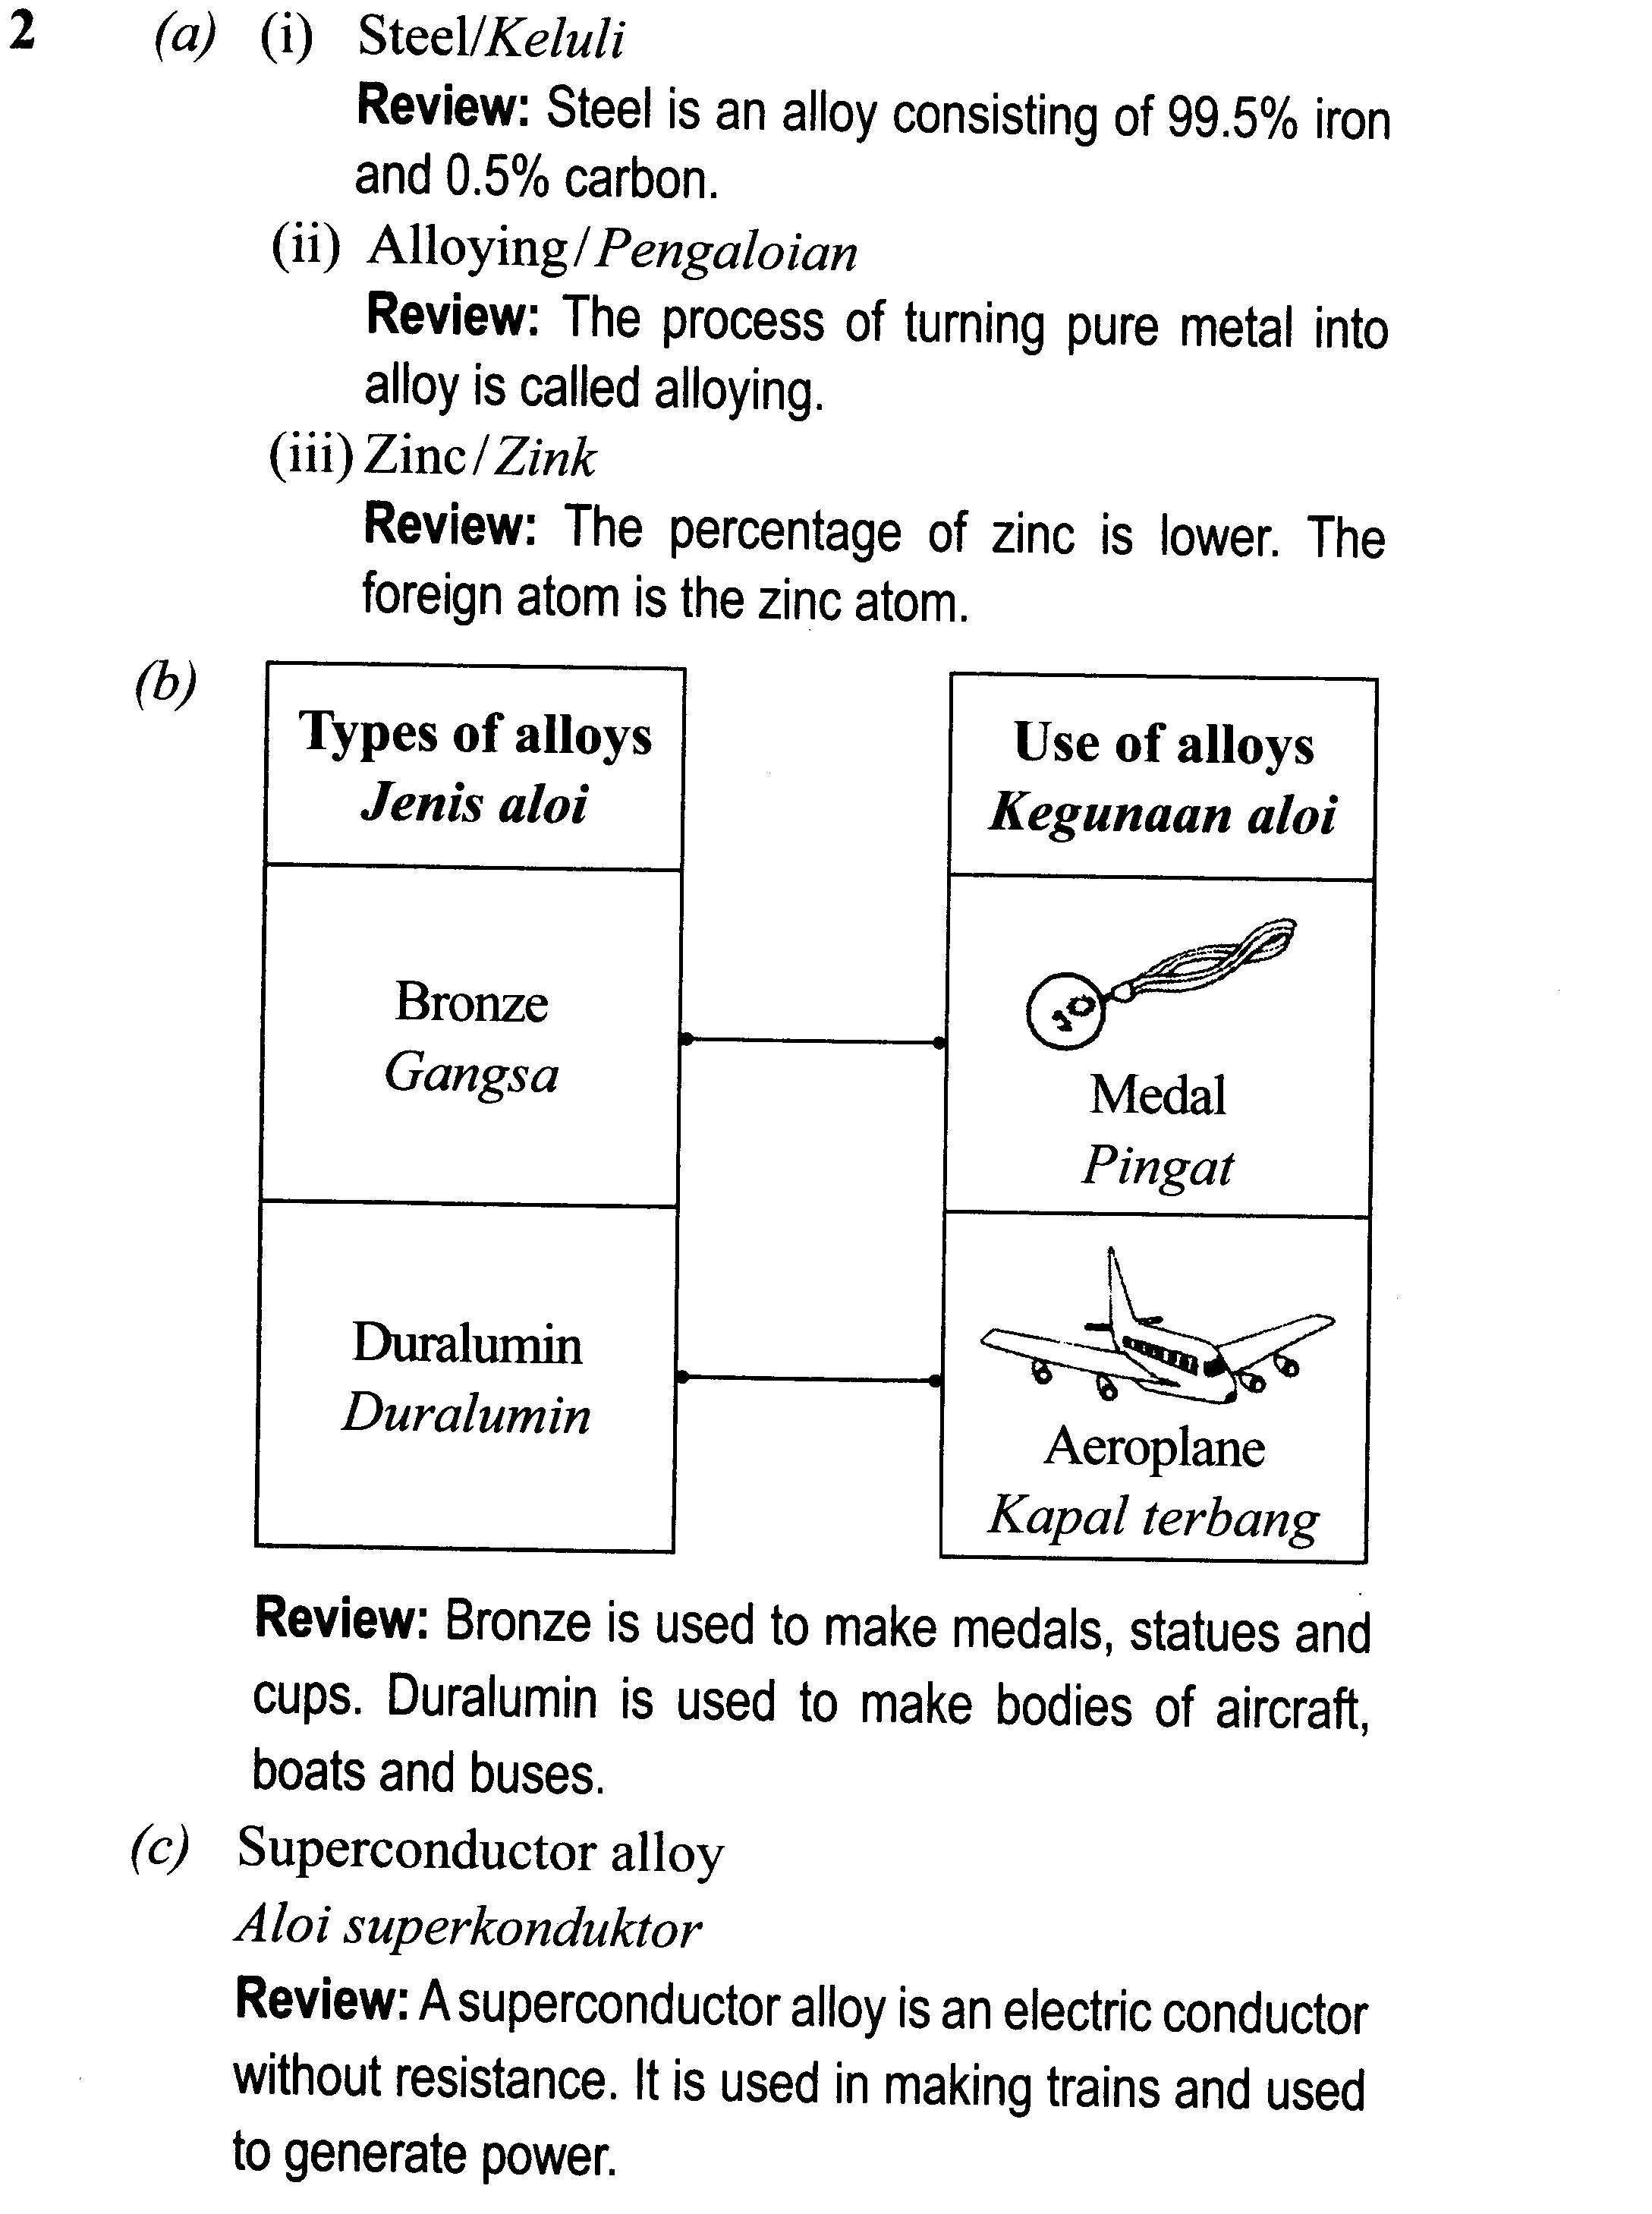 2 (a) (i) Steel/Keluli
Review: Steel is an alloy consisting of 99.5% iron
and 0.5% carbon.
(ii) Alloying/Pengaloian
Review: The process of turning pure metal into
alloy is called alloying.
(iii) Zinc/Zink
Review: The percentage of zinc is lower. The
foreign atom is the zinc atom.
(b)
Types of alloys
Jenis aloi
Use of alloys
Kegunaan aloi
Bronze
Gangsa
Medal
Pingat
Duralumin
Duralumin
Aeroplane
Kapal terbang
Review: Bronze is used to make medals, statues and
cups. Duralumin is used to make bodies of aircraft,
boats and buses.
(c) Superconductor alloy
Aloi superkonduktor
Review: A superconductor alloy is an electric conductor
without resistance. It is used in making trains and used
to generate power.